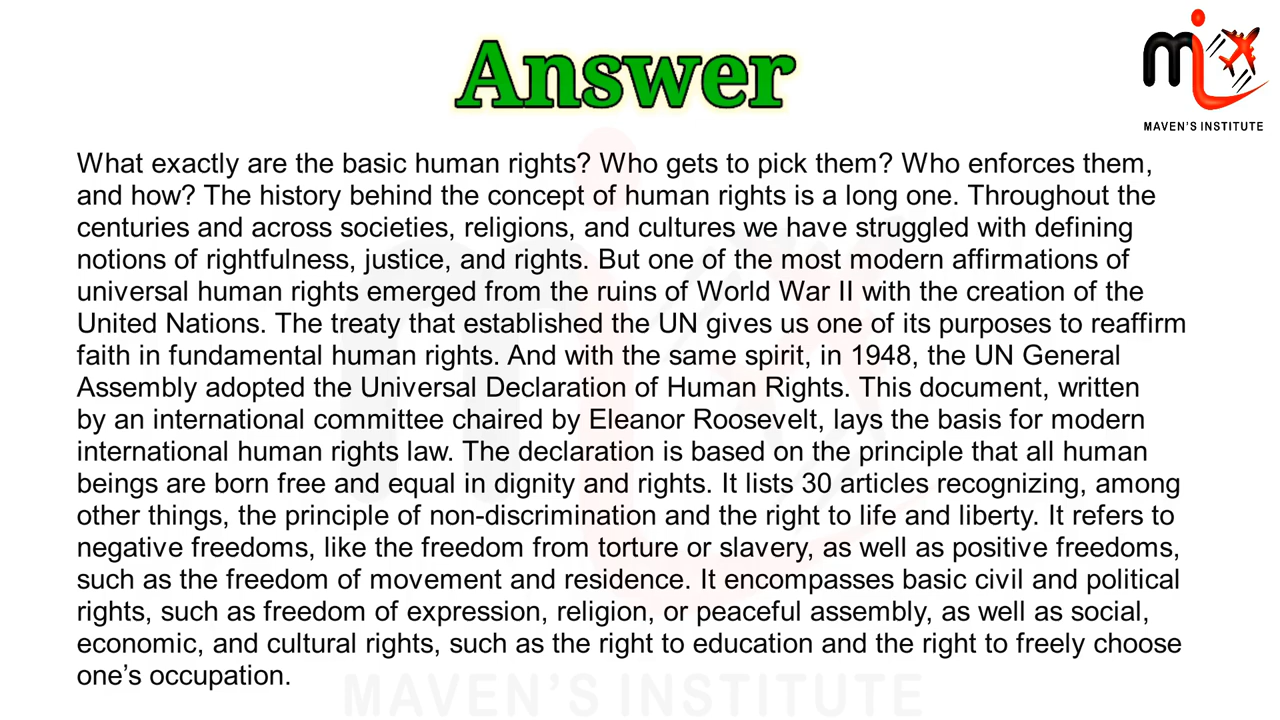 Answer
mi
MAVEN'S INSTITUTE
What exactly are the basic human rights? Who gets to pick them? Who enforces them,
and how? The history behind the concept of human rights is a long one. Throughout the
centuries and across societies, religions, and cultures we have struggled with defining
notions of rightfulness, justice, and rights. But one of the most modern affirmations of
universal human rights emerged from the ruins of World War II with the creation of the
United Nations. The treaty that established the UN gives us one of its purposes to reaffirm
faith in fundamental human rights. And with the same spirit, in 1948, the UN General
Assembly adopted the Universal Declaration of Human Rights. This document, written
by an international committee chaired by Eleanor Roosevelt, lays the basis for modern
international human rights law. The declaration is based on the principle that all human
beings are born free and equal in dignity and rights. It lists 30 articles recognizing, among
other things, the principle of non-discrimination and the right to life and liberty. It refers to
negative freedoms, like the freedom from torture or slavery, as well as positive freedoms,
such as the freedom of movement and residence. It encompasses basic civil and political
rights, such as freedom of expression, religion, or peaceful assembly, as well as social,
economic, and cultural rights, such as the right to education and the right to freely choose
one’s occupation.
MAVEN'S INSTITUTE